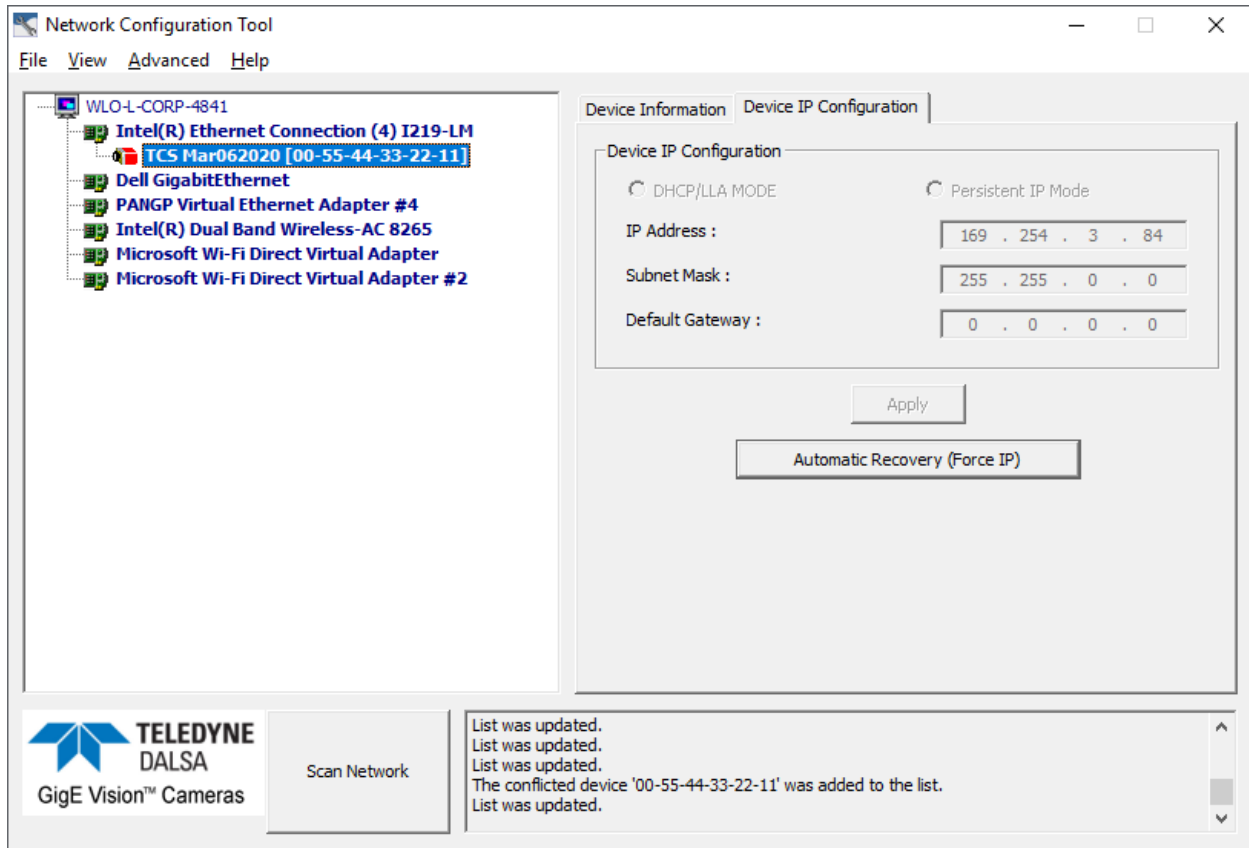 Network Configuration Tool
File View Advanced Help
WLO-L-CORP-4841
Intel(R) Ethernet Connection (4) I219-LM
TCS Mar062020 [00-55-44-33-22-11]
Dell GigabitEthernet
PANGP Virtual Ethernet Adapter #4
Intel(R) Dual Band Wireless-AC 8265
Microsoft Wi-Fi Direct Virtual Adapter
Microsoft Wi-Fi Direct Virtual Adapter #2
Device Information Device IP Configuration
Device IP Configuration
DHCP/LLA MODE Persistent IP Mode
IP Address : 169 . 254 . 3 . 84
Subnet Mask : 255 . 255 . 0 . 0
Default Gateway : 0 . 0 . 0 . 0
Apply
Automatic Recovery (Force IP)
TELEDYNE
DALSA
GigE Vision™ Cameras
Scan Network
List was updated.
List was updated.
List was updated.
The conflicted device '00-55-44-33-22-11' was added to the list.
List was updated.